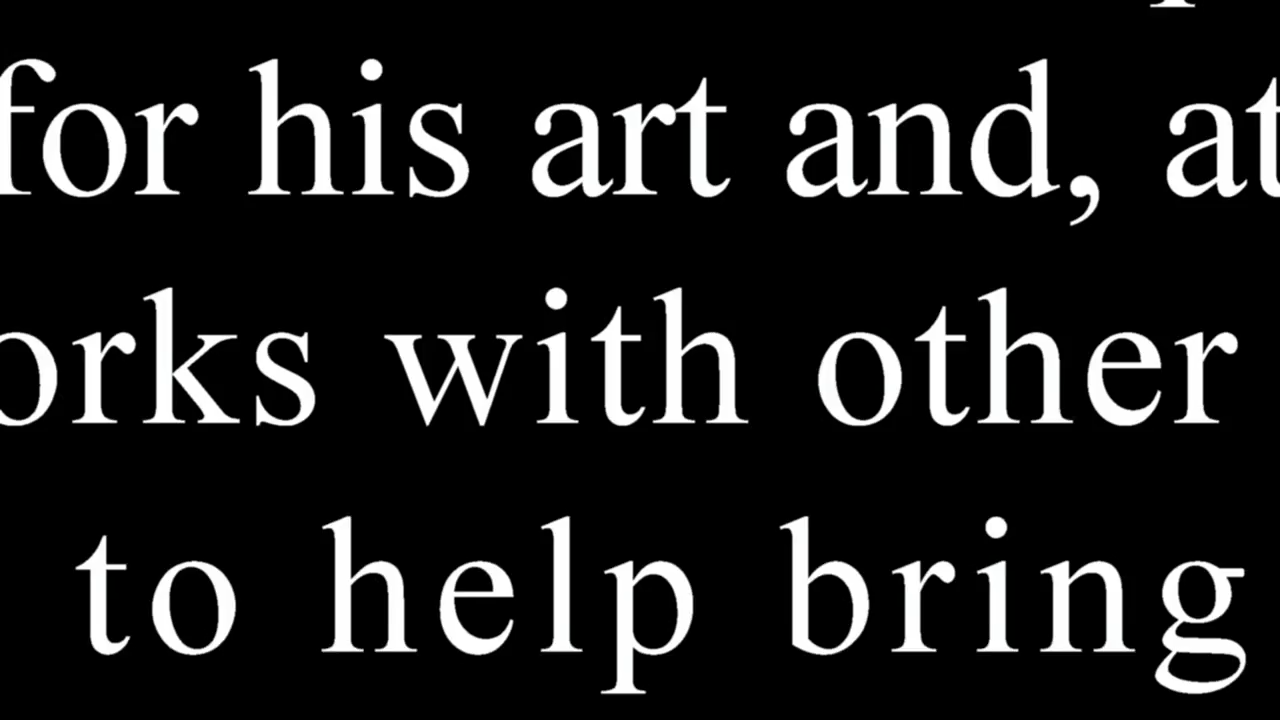 for his art and, at
orks with other
to help bring